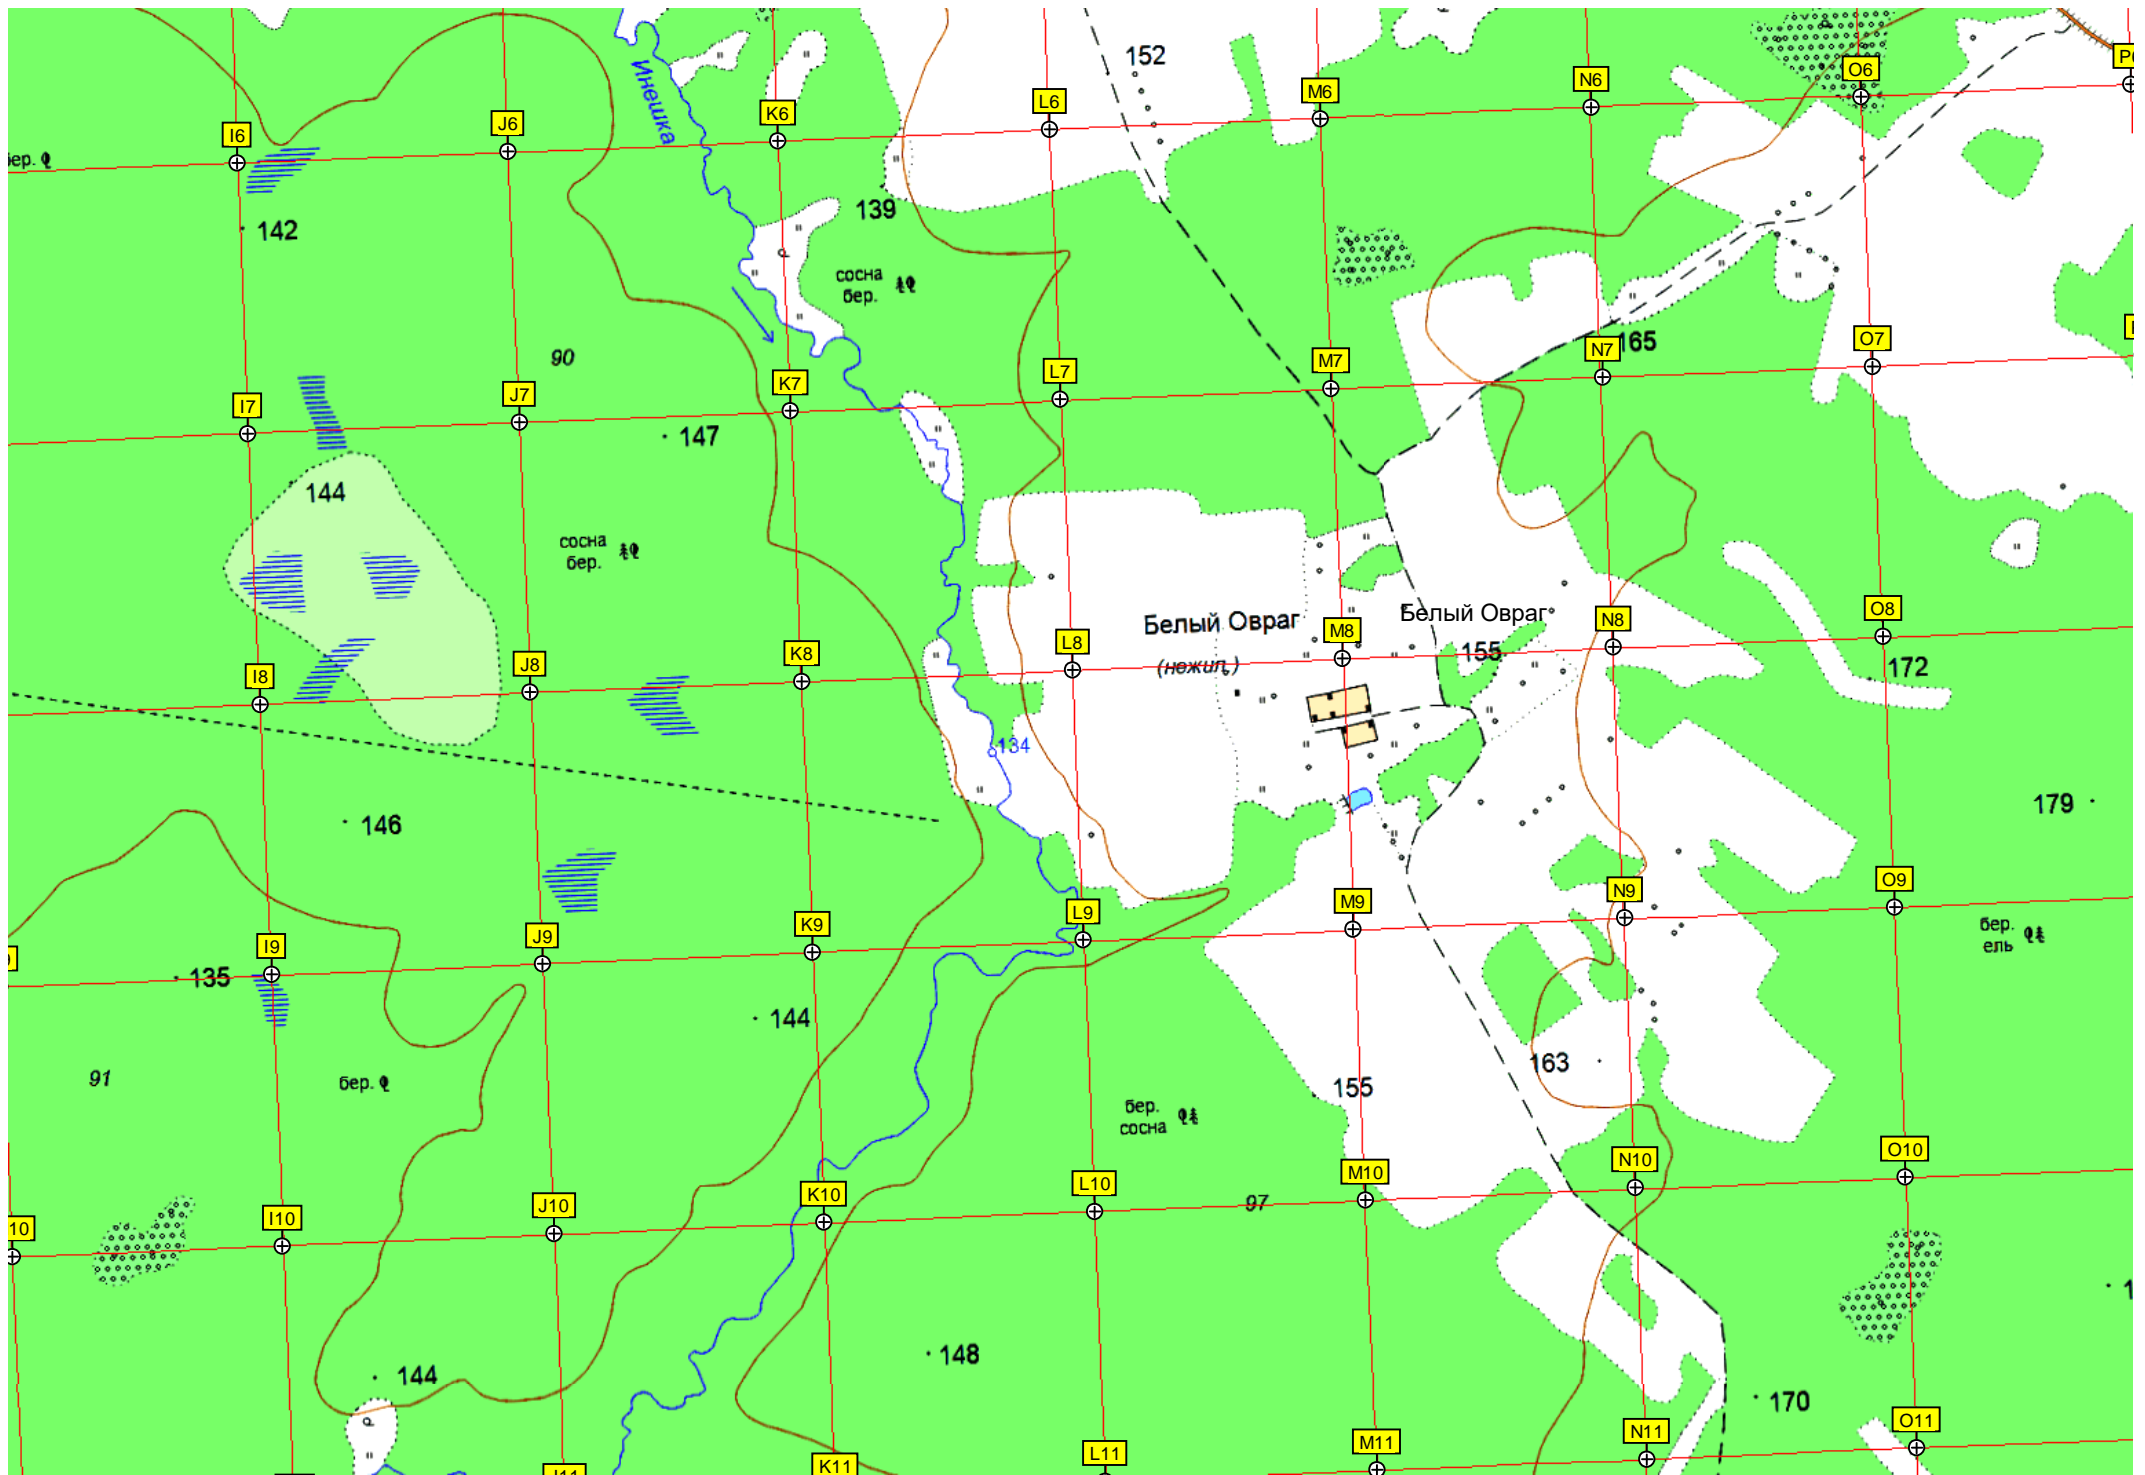 152
P6
O6
N6
M6
L6
K6
J6
I6
Инешка
бер.
142
139
сосна
бер.
165
O7
N7
M7
L7
K7
J7
I7
90
147
144
сосна
бер.
Белый Овраг
Белый Овраг
(нежил.)
155
O8
N8
M8
L8
K8
J8
I8
172
134
179
146
O9
N9
M9
L9
K9
J9
I9
9
бер.
ель
135
144
163
91
бер.
155
бер.
сосна
O10
N10
M10
L10
97
K10
J10
I10
10
148
144
170
O11
N11
M11
L11
K11